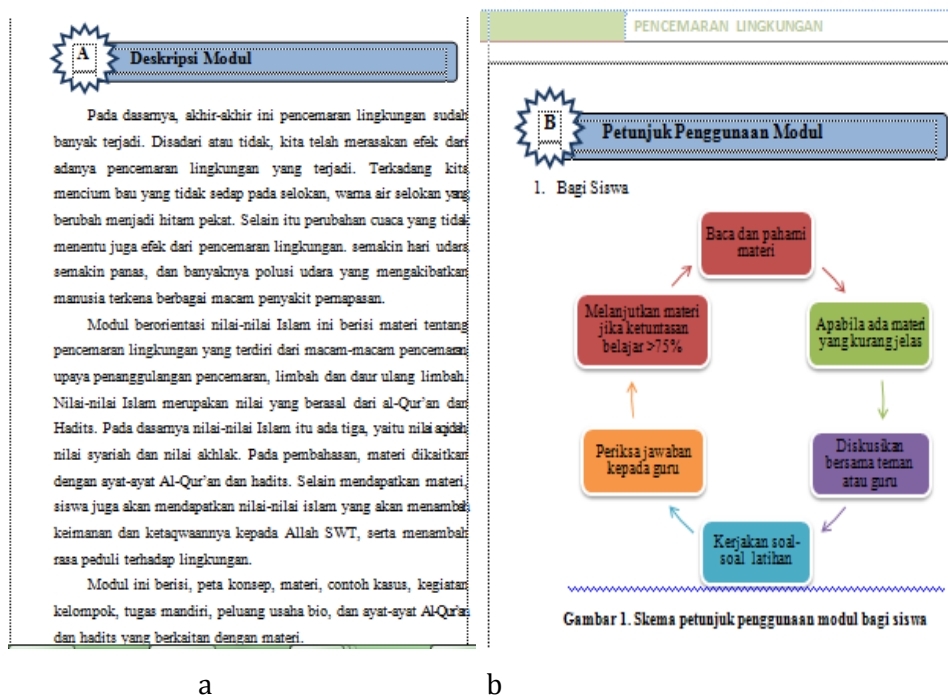 A
Deskripsi Modul
Pada dasarnya, akhir-akhir ini pencemaran lingkungan sudah
banyak terjadi. Disadari atau tidak, kita telah merasakan efek dari
adanya pencemaran lingkungan yang terjadi. Terkadang kita
mencium bau yang tidak sedap pada selokan, warna air selokan yang
berubah menjadi hitam pekat. Selain itu perubahan cuaca yang tidak
menentu juga efek dari pencemaran lingkungan. semakin hari udara
semakin panas, dan banyaknya polusi udara yang mengakibatkan
manusia terkena berbagai macam penyakit pernapasan.
Modul berorientasi nilai-nilai Islam ini berisi materi tentang
pencemaran lingkungan yang terdiri dari macam-macam pencemaran
upaya penanggulangan pencemaran, limbah dan daur ulang limbah.
Nilai-nilai Islam merupakan nilai yang berasal dari al-Qur'an dan
Hadits. Pada dasarnya nilai-nilai Islam itu ada tiga, yaitu nilai aqidah
nilai syariah dan nilai akhlak. Pada pembahasan, materi dikaitkan
dengan ayat-ayat Al-Qur'an dan hadits. Selain mendapatkan materi,
siswa juga akan mendapatkan nilai-nilai islam yang akan menambah
keimanan dan ketaqwaannya kepada Allah SWT, serta menambah
rasa peduli terhadap lingkungan.
Modul ini berisi, peta konsep, materi, contoh kasus, kegiatan
kelompok, tugas mandiri, peluang usaha bio, dan ayat-ayat Al-Qur'an
dan hadits yang berkaitan dengan materi.
a
PENCEMARAN LINGKUNGAN
B
Petunjuk Penggunaan Modul
1. Bagi Siswa
Baca dan pahami
materi
Apabila ada materi
yang kurang jelas
Diskusikan
bersama teman
atau guru
Kerjakan soal-
soal latihan
Periksa jawaban
kepada guru
Melanjutkan materi
jika ketuntasan
belajar >75%
Gambar 1. Skema petunjuk penggunaan modul bagi siswa
b